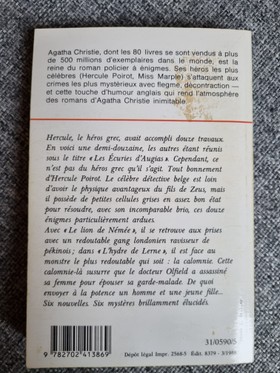 Agatha Christie, dont les 80 livres se sont vendus à plus
de 500 millions d'exemplaires dans le monde, est la
reine du roman policier à énigmes. Ses héros les plus
célèbres (Hercule Poirot, Miss Marple) s'attaquent aux
crimes les plus mystérieux avec flegme, décontraction —
et cette touche d'humour anglais qui rend l'atmosphère
des romans d'Agatha Christie inimitable.
Hercule, le héros grec, avait accompli douze travaux.
En voici une demi-douzaine, les autres étant réunis
sous le titre « Les Écuries d'Augias ». Cependant, ce
n'est pas du héros grec qu'il s'agit. Tout bonnement
d'Hercule Poirot. Le célèbre détective belge est loin
d'avoir le physique avantageux du fils de Zeus, mais
il possède de petites cellules grises en assez bon état
pour résoudre, avec son incomparable brio, ces douze
énigmes particulièrement ardues.
Avec « Le lion de Némée », il se retrouve aux prises
avec un redoutable gang londonien ravisseur de
pékinois ; dans « L'hydre de Lerne », il est face au
monstre le plus redoutable qui soit : la calomnie. Cette
calomnie-là susurre que le docteur Olfield a assassiné
sa femme pour épouser sa garde-malade. De quoi
envoyer à la potence un homme et une jeune fille...
Six nouvelles. Six mystères brillamment élucidés.
31/0590/5
9 782702 413869
Dépôt légal Impr. 2568-5 Édit. 8379 - 3/1989